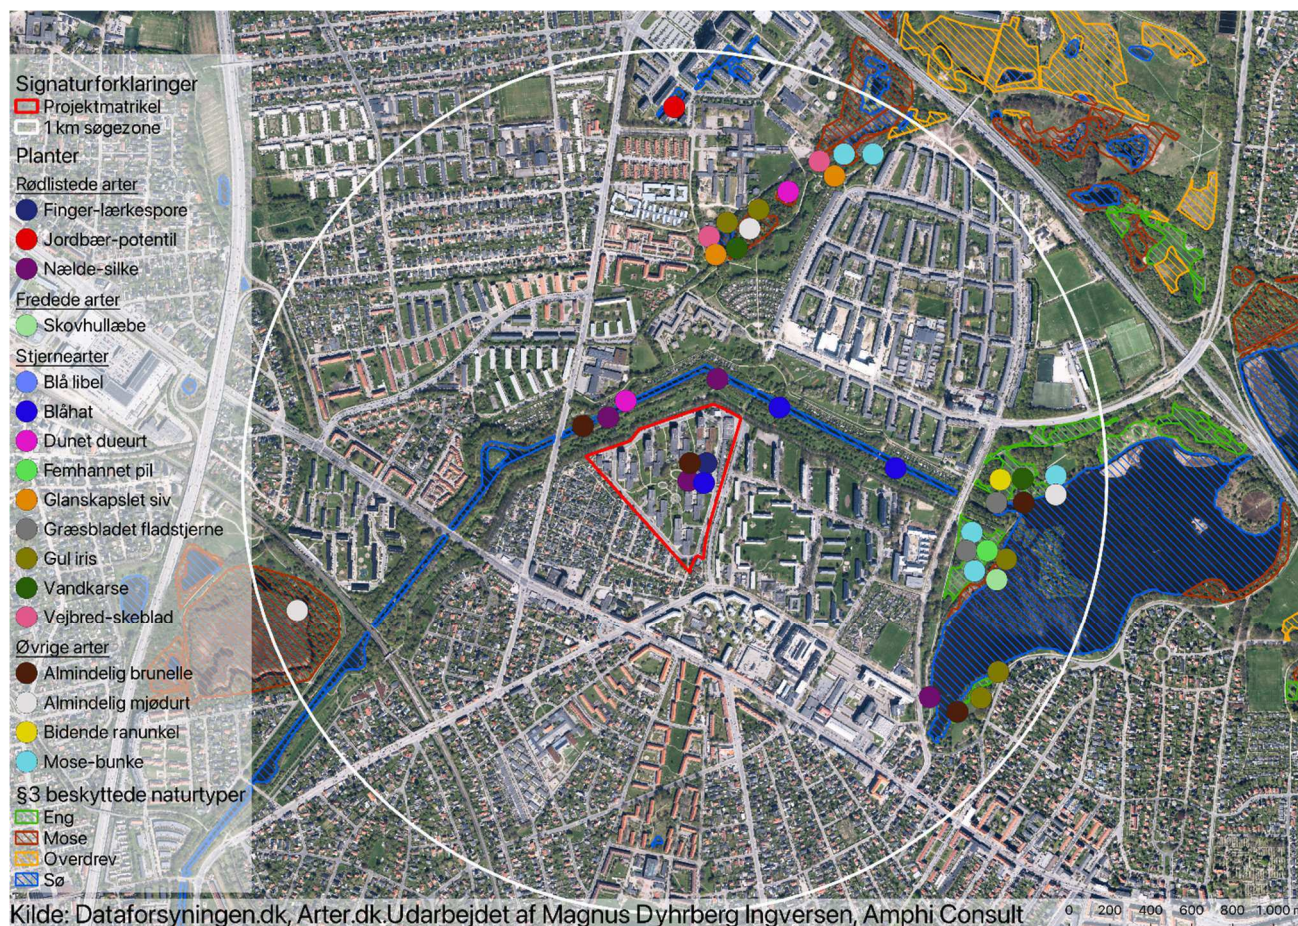 Signaturforklaringer
Projektmatrikel
1 km søgezone
Planter
Rødlistede arter
Finger-lærkespore
Jordbær-potentil
Nælde-silke
Fredede arter
Skovhullæbe
Stjernearter
Blå libel
Blåhat
Dunet dueurt
Femhannet pil
Glanskapslet siv
Græsbladet fladstjerne
Gul iris
Vandkarse
Vejbred-skeblad
Øvrige arter
Almindelig brunelle
Almindelig mjødurt
Bidende ranunkel
Mose-bunke
§3 beskyttede naturtyper
Eng
Mose
Overdrev
Sø
Kilde: Dataforsyningen.dk, Arter.dk.Udarbejdet af Magnus Dyhrberg Ingversen, Amphi Consult
0 200 400 600 800 1.000 m